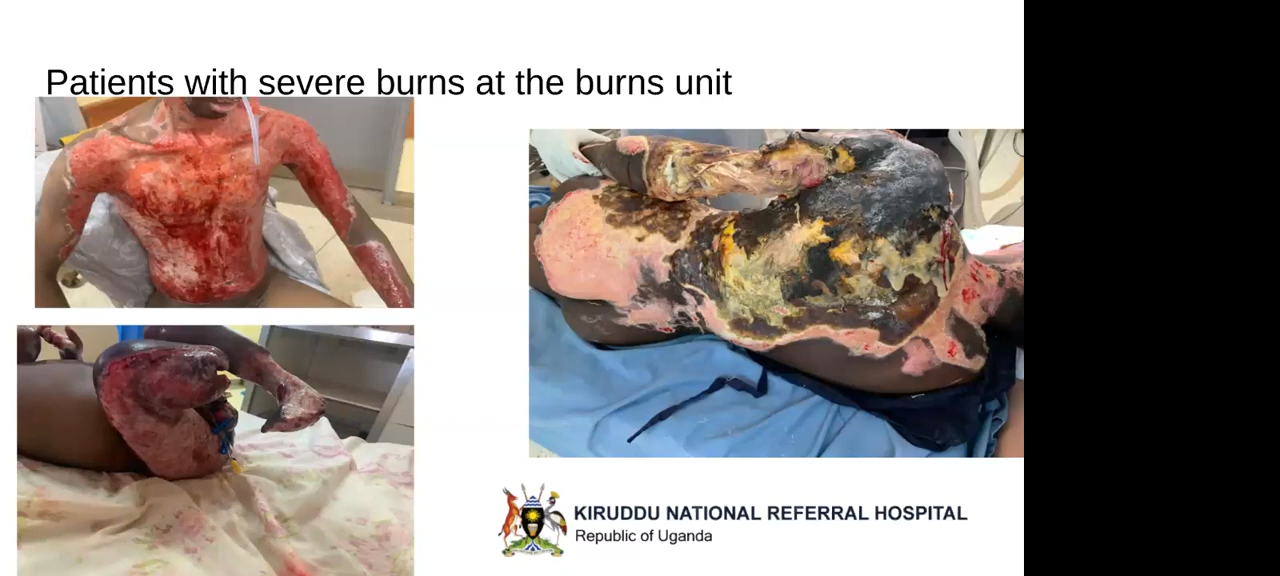 Patients with severe burns at the burns unit
KIRUDDU NATIONAL REFERRAL HOSPITAL
Republic of Uganda